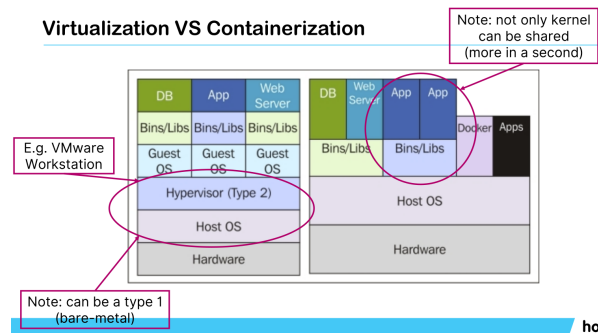 Virtualization VS Containerization
Note: not only kernel
can be shared
(more in a second)
E.g. VMware
Workstation
DB
App
Web
Server
Bins/Libs
Bins/Libs
Bins/Libs
Guest
OS
Guest
OS
Guest
OS
Hypervisor (Type 2)
Host OS
Hardware
Note: can be a type 1
(bare-metal)
DB
Web
Server
App
App
Bins/Libs
Bins/Libs
Docker
Apps
Host OS
Hardware